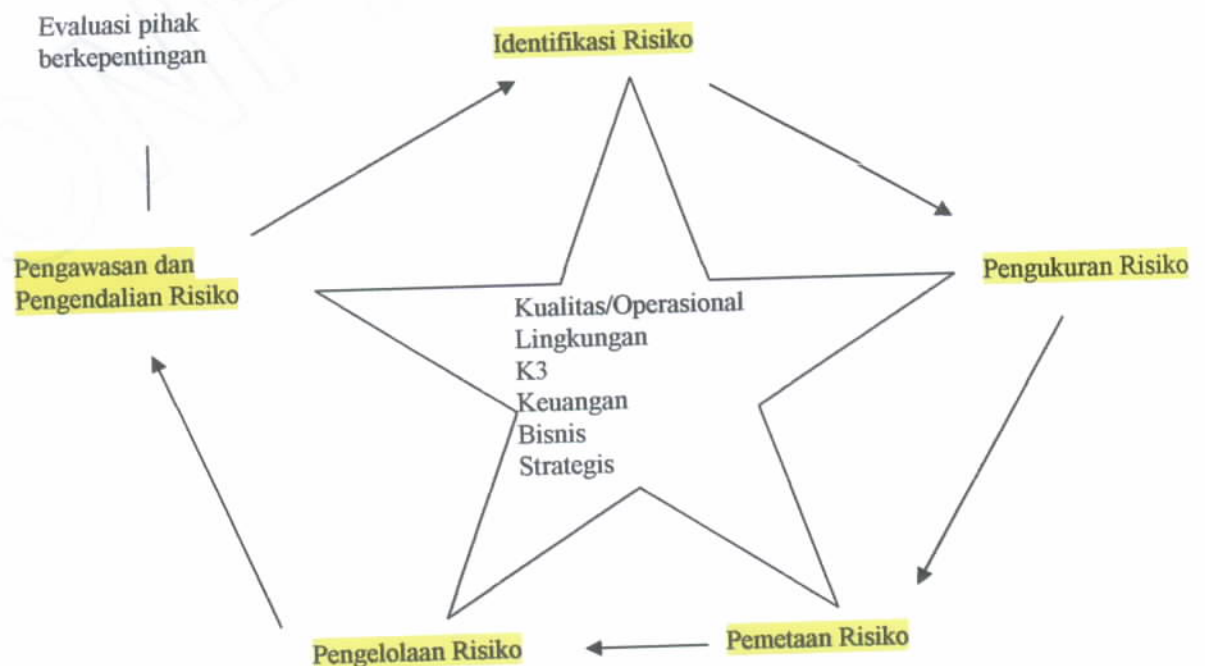 Evaluasi pihak
berkepentingan
Identifikasi Risiko
Pengawasan dan
Pengendalian Risiko
Pengukuran Risiko
Kualitas/Operasional
Lingkungan
K3
Keuangan
Bisnis
Strategis
Pengelolaan Risiko
Pemetaan Risiko